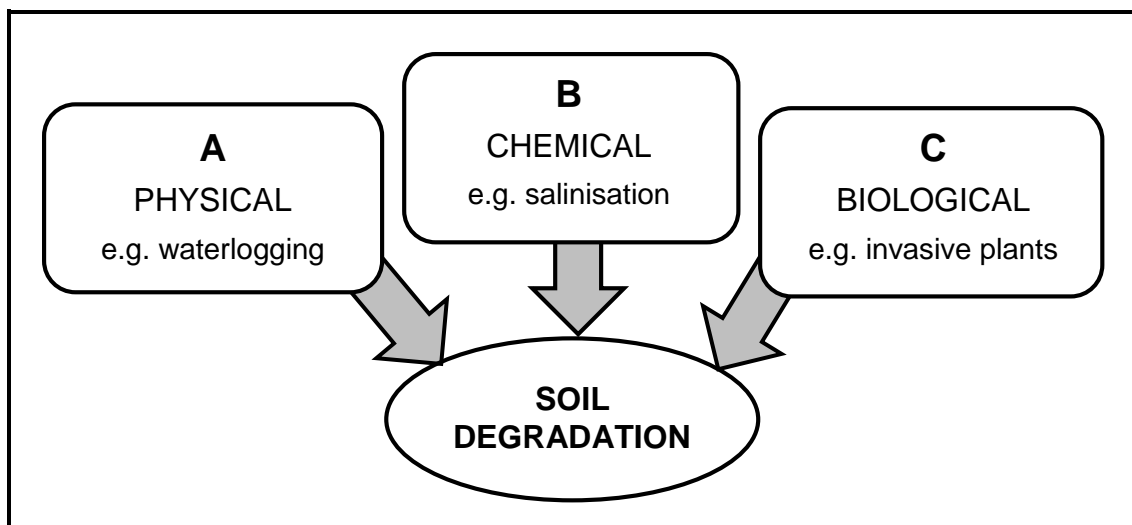 A
PHYSICAL
e.g. waterlogging
B
CHEMICAL
e.g. salinisation
C
BIOLOGICAL
e.g. invasive plants
SOIL
DEGRADATION